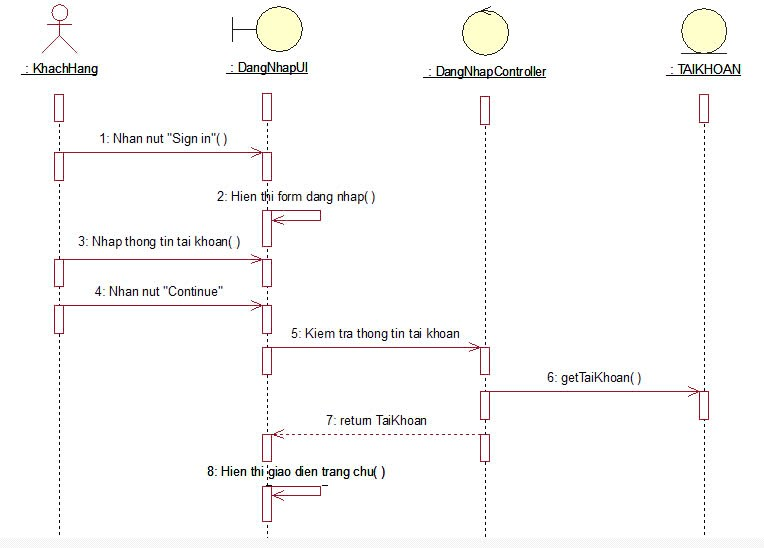 : KhachHang
: DangNhapUI
: DangNhapController
: TAIKHOAN
1: Nhan nut "Sign in"( )
2: Hien thi form dang nhap( )
3: Nhap thong tin tai khoan( )
4: Nhan nut "Continue"
5: Kiem tra thong tin tai khoan
6: getTaiKhoan( )
7: return TaiKhoan
8: Hien thi giao dien trang chu( )